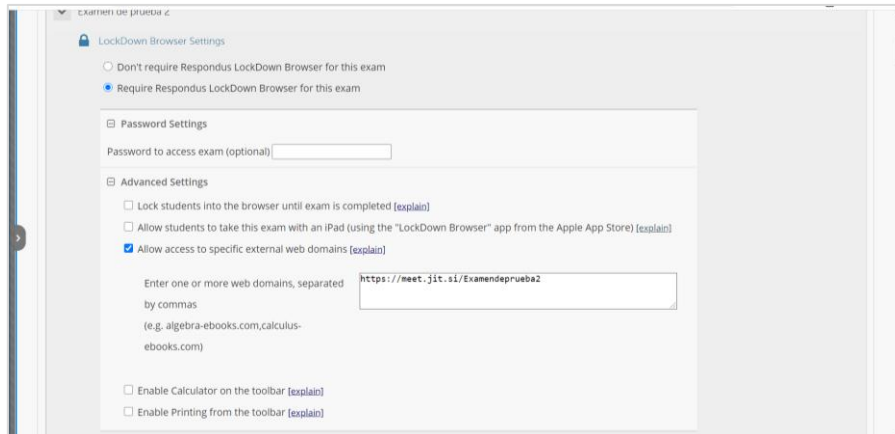 Examen de prueba 2
LockDown Browser Settings
Don't require Respondus LockDown Browser for this exam
Require Respondus LockDown Browser for this exam
Password Settings
Password to access exam (optional)
Advanced Settings
Lock students into the browser until exam is completed [explain]
Allow students to take this exam with an iPad (using the "LockDown Browser" app from the Apple App Store) [explain]
Allow access to specific external web domains [explain]
Enter one or more web domains, separated
by commas
(e.g. algebra-ebooks.com,calculus-
ebooks.com)
https://meet.jit.si/Examendeprueba2
Enable Calculator on the toolbar [explain]
Enable Printing from the toolbar [explain]